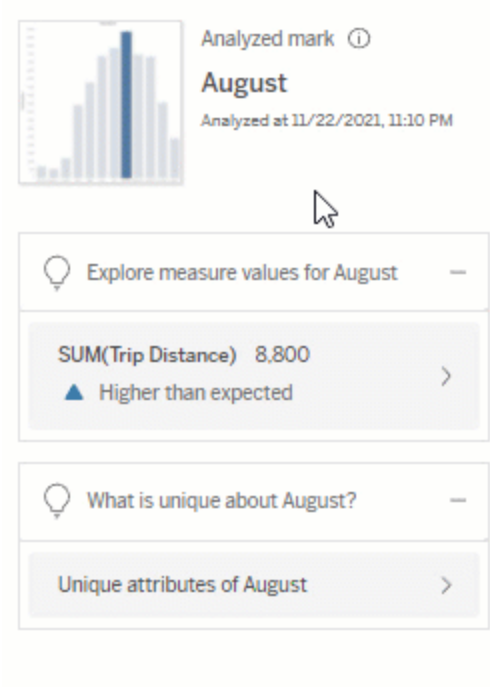 Analyzed mark
August
Analyzed at 11/22/2021, 11:10 PM
Explore measure values for August
SUM(Trip Distance) 8,800
Higher than expected
What is unique about August?
Unique attributes of August